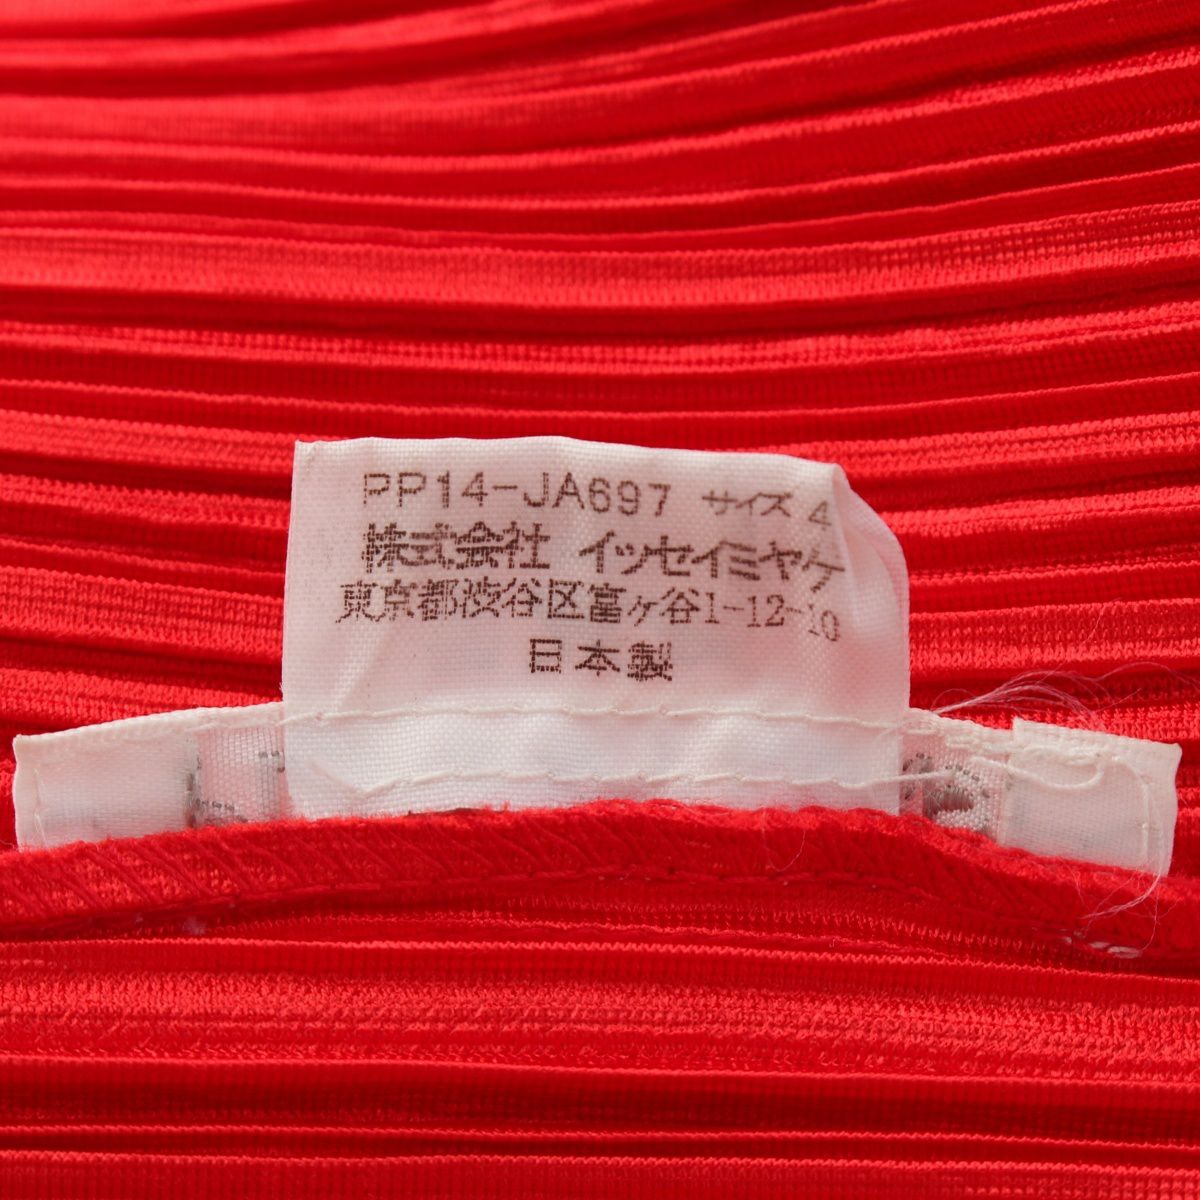 PP14-JA697 サイズ 4
株式会社 イッセイミヤケ
東京都渋谷区富ヶ谷1-12-10
日本製